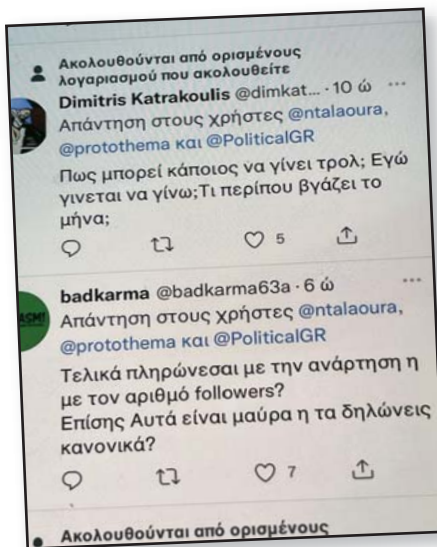 Ακολουθούνται από ορισμένους
λογαριασμού που ακολουθείτε
Dimitris Katrakoulis @dimkat... · 10 ώ
Απάντηση στους χρήστες @ntalaoura,
@protothema και @PoliticalGR
Πως μπορεί κάποιος να γίνει τρολ; Εγώ
γινεται να γίνω;Τι περίπου βγάζει το
μήνα;
5
badkarma @badkarma63a · 6 ώ
Απάντηση στους χρήστες @ntalaoura,
@protothema και @PoliticalGR
Τελικά πληρώνεσαι με την ανάρτηση η
με τον αριθμό followers?
Επίσης Αυτά είναι μαύρα η τα δηλώνεις
κανονικά?
7
Ακολουθούνται από ορισμένους